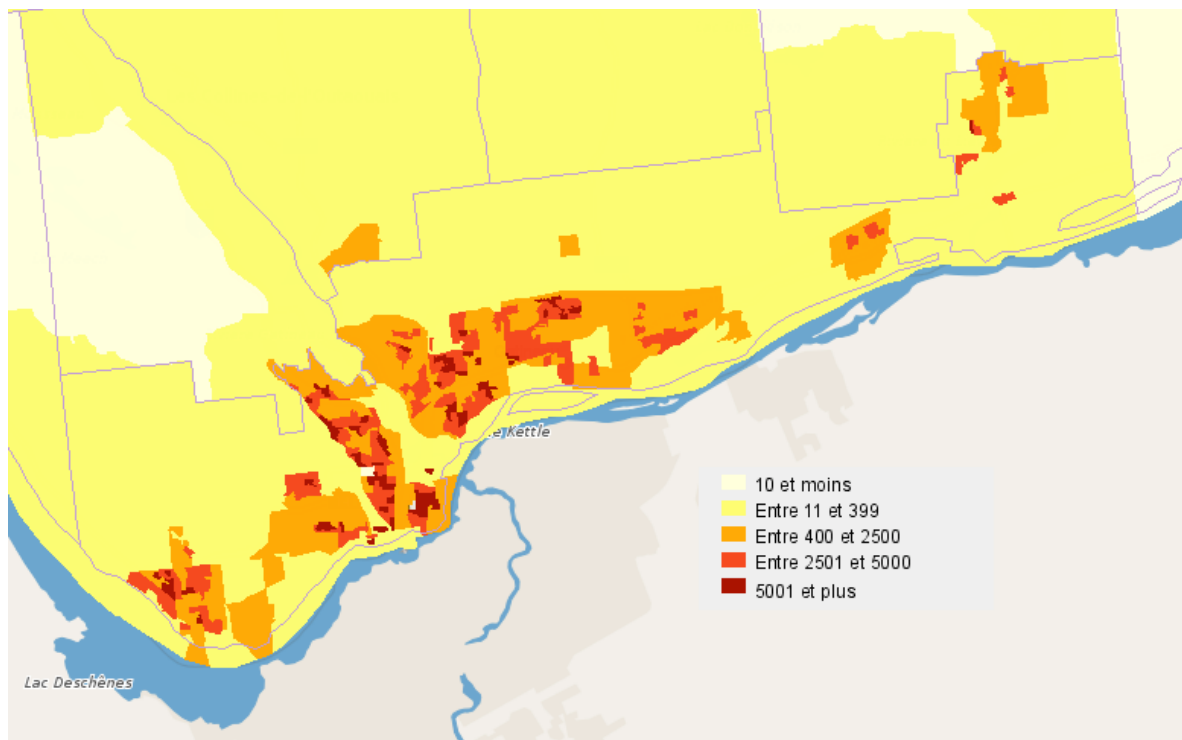 Kettle
10 et moins
Entre 11 et 399
Entre 400 et 2500
Entre 2501 et 5000
5001 et plus
Lac Deschênes